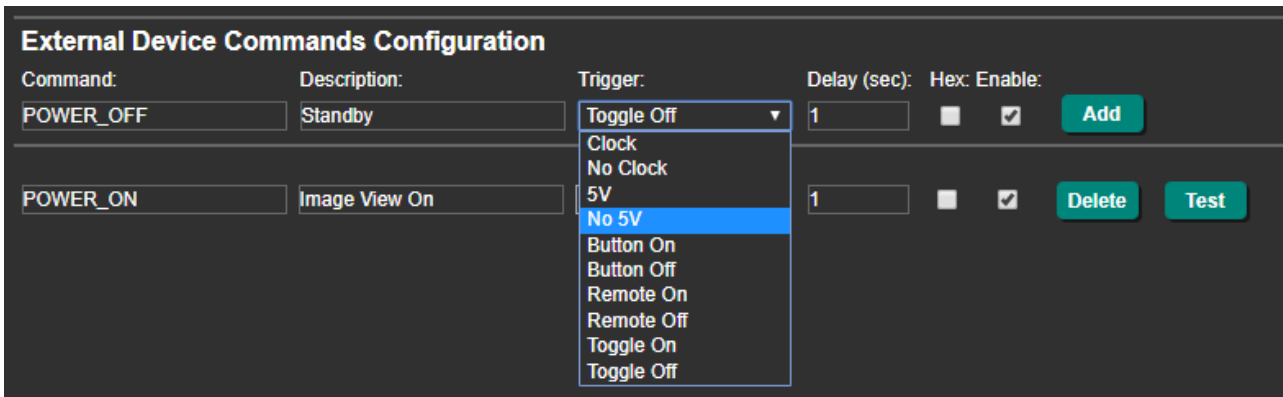 External Device Commands Configuration
Command: Description: Trigger: Delay (sec): Hex: Enable:
POWER_OFF Standby Toggle Off 1 Add
Clock
No Clock
POWER_ON Image View On 5V 1 Delete Test
No 5V
Button On
Button Off
Remote On
Remote Off
Toggle On
Toggle Off